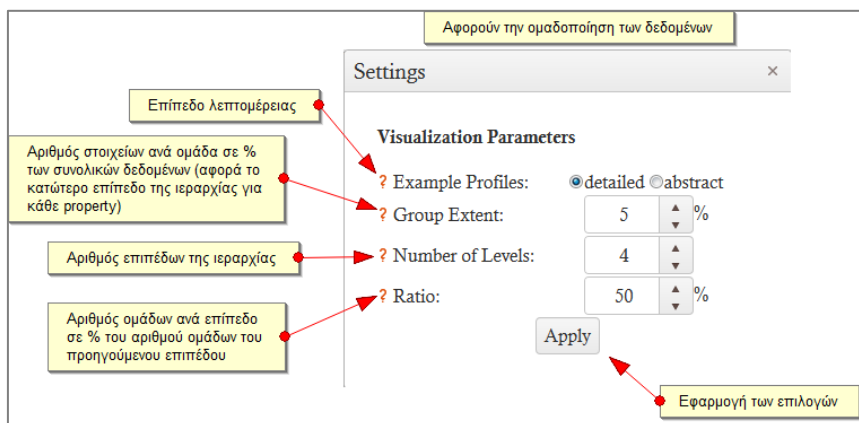 Αφορούν την ομαδοποίηση των δεδομένων
Settings ×
Επίπεδο λεπτομέρειας
Visualization Parameters
Αριθμός στοιχείων ανά ομάδα σε %
των συνολικών δεδομένων (αφορά το
κατώτερο επίπεδο της ιεραρχίας για
κάθε property)
? Example Profiles: detailed abstract
? Group Extent: 5 %
Αριθμός επιπέδων της ιεραρχίας
? Number of Levels: 4
? Ratio: 50 %
Αριθμός ομάδων ανά επίπεδο
σε % του αριθμού ομάδων του
προηγούμενου επιπέδου
Apply
Εφαρμογή των επιλογών